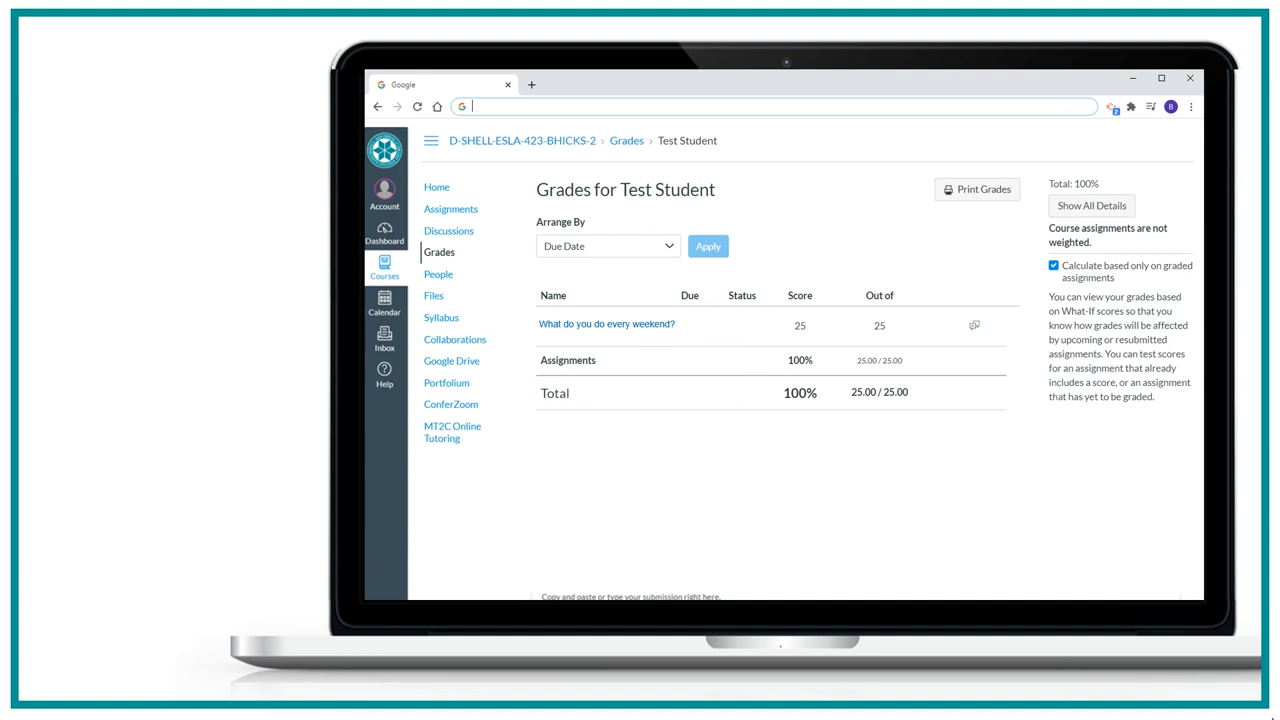 Google
D-SHELL-ESLA-423-BHICKS-2 › Grades › Test Student
Account
Dashboard
Courses
Calendar
Inbox
Help
Home
Assignments
Discussions
Grades
People
Files
Syllabus
Collaborations
Google Drive
Portfolium
ConferZoom
MT2C Online
Tutoring
Grades for Test Student
Print Grades
Arrange By
Due Date
Apply
Name Due Status Score Out of
What do you do every weekend? 25 25
Assignments 100% 25.00 / 25.00
Total 100% 25.00 / 25.00
Copy and paste or type your submission right here.
Total: 100%
Show All Details
Course assignments are not
weighted.
Calculate based only on graded
assignments
You can view your grades based
on What-If scores so that you
know how grades will be affected
by upcoming or resubmitted
assignments. You can test scores
for an assignment that already
includes a score, or an assignment
that has yet to be graded.
B
2